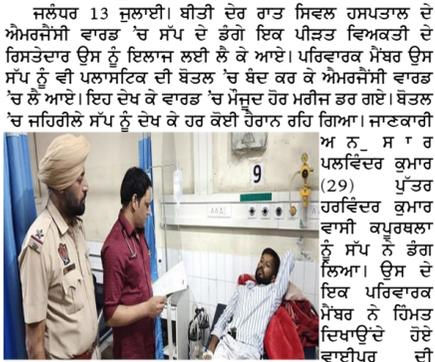 ਜਲੰਧਰ 13 ਜੁਲਾਈ। ਬੀਤੀ ਦੇਰ ਰਾਤ ਸਿਵਲ ਹਸਪਤਾਲ ਦੇ
ਐਮਰਜੈਂਸੀ ਵਾਰਡ ’ਚ ਸੱਪ ਦੇ ਡੰਗੇ ਇਕ ਪੀੜਤ ਵਿਅਕਤੀ ਦੇ
ਰਿਸਤੇਦਾਰ ਉਸ ਨੂੰ ਇਲਾਜ ਲਈ ਲੈ ਕੇ ਆਏ। ਪਰਿਵਾਰਕ ਮੈਂਬਰ ਉਸ
ਸੱਪ ਨੂੰ ਵੀ ਪਲਾਸਟਿਕ ਦੀ ਬੋਤਲ ’ਚ ਬੰਦ ਕਰ ਕੇ ਐਮਰਜੈਂਸੀ ਵਾਰਡ
’ਚ ਲੈ ਆਏ। ਇਹ ਦੇਖ ਕੇ ਵਾਰਡ ’ਚ ਮੌਜੂਦ ਹੋਰ ਮਰੀਜ ਡਰ ਗਏ। ਬੋਤਲ
’ਚ ਜਹਿਰੀਲੇ ਸੱਪ ਨੂੰ ਦੇਖ ਕੇ ਹਰ ਕੋਈ ਹੈਰਾਨ ਰਹਿ ਗਿਆ। ਜਾਣਕਾਰੀ
ਅਨੁਸਾਰ
ਪਲਵਿੰਦਰ ਕੁਮਾਰ
(29) ਪੁੱਤਰ
ਹਰਵਿੰਦਰ ਕੁਮਾਰ
ਵਾਸੀ ਕਪੂਰਥਲਾ
ਨੂੰ ਸੱਪ ਨੇ ਡੰਗ
ਲਿਆ। ਉਸ ਦੇ
ਇਕ ਪਰਿਵਾਰਕ
ਮੈਂਬਰ ਨੇ ਹਿੰਮਤ
ਦਿਖਾਉਂਦੇ ਹੋਏ
ਦੀ
9